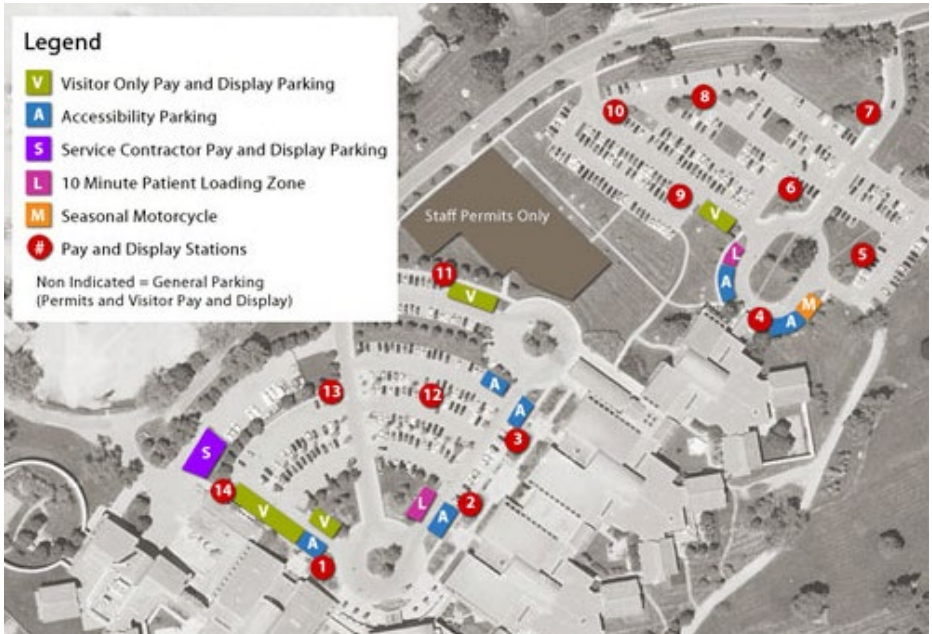 Legend
V Visitor Only Pay and Display Parking
A Accessibility Parking
S Service Contractor Pay and Display Parking
L 10 Minute Patient Loading Zone
M Seasonal Motorcycle
# Pay and Display Stations
Non Indicated = General Parking
(Permits and Visitor Pay and Display)
10
8
7
9
6
V
Staff Permits Only
5
L
11
V
A
4
A
M
13
12
A
A
3
S
14
V
V
A
1
L
A
2